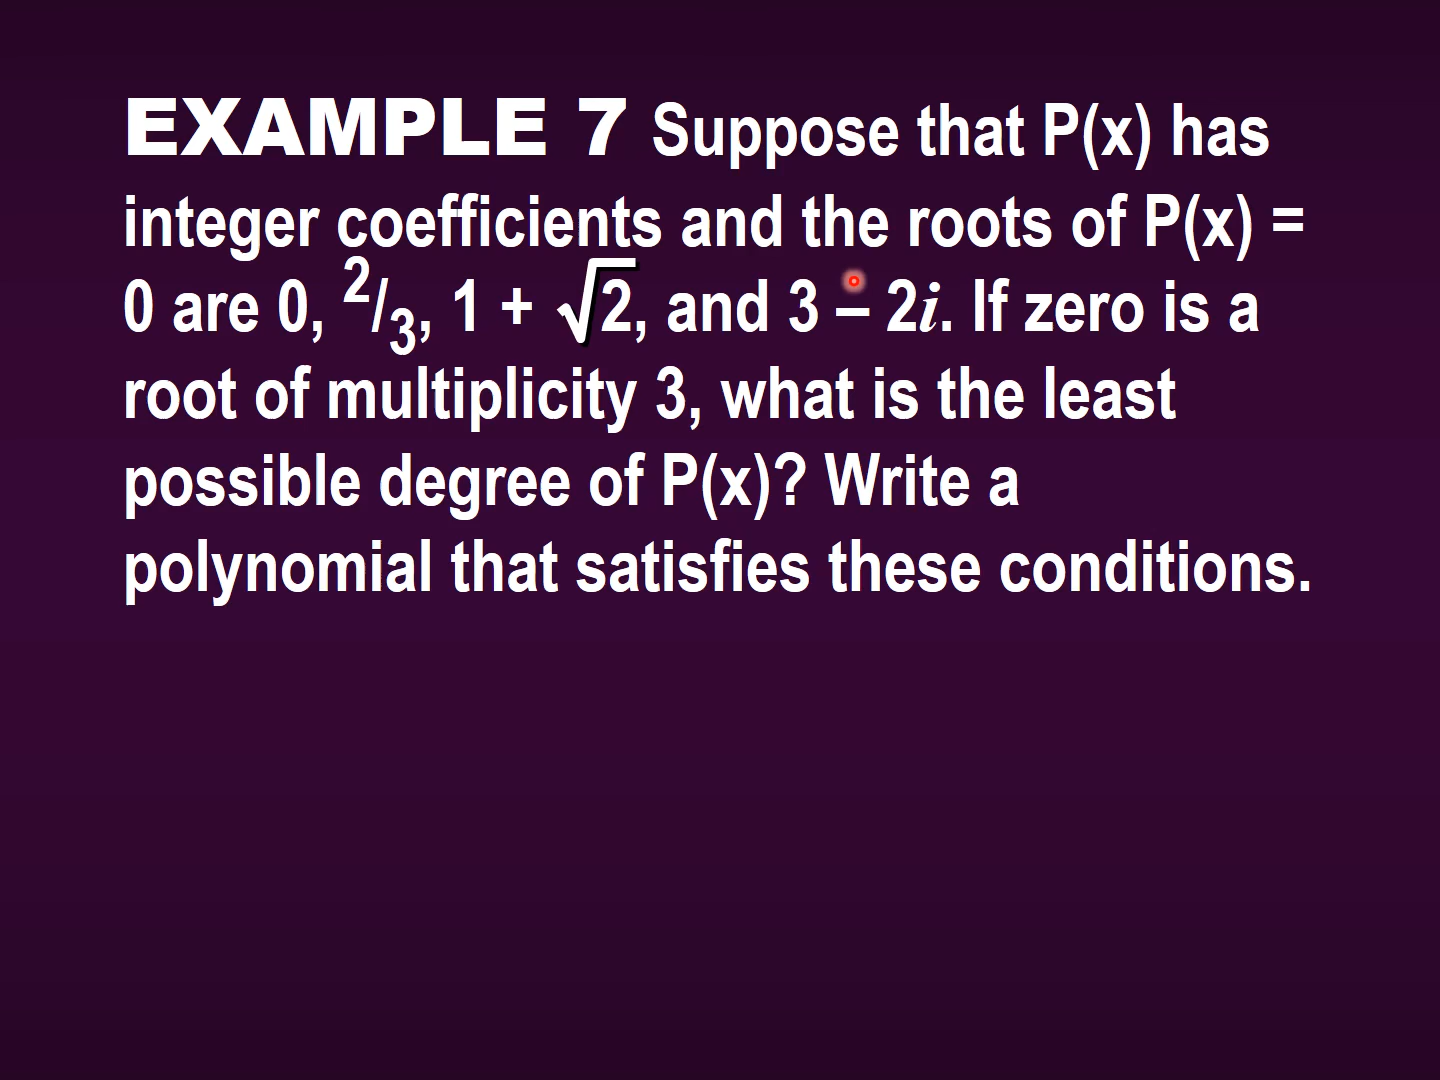 EXAMPLE 7 Suppose that P(x) has
integer coefficients and the roots of P(x) =
0 are 0, 2/3, 1 + √2, and 3 – 2i. If zero is a
root of multiplicity 3, what is the least
possible degree of P(x)? Write a
polynomial that satisfies these conditions.